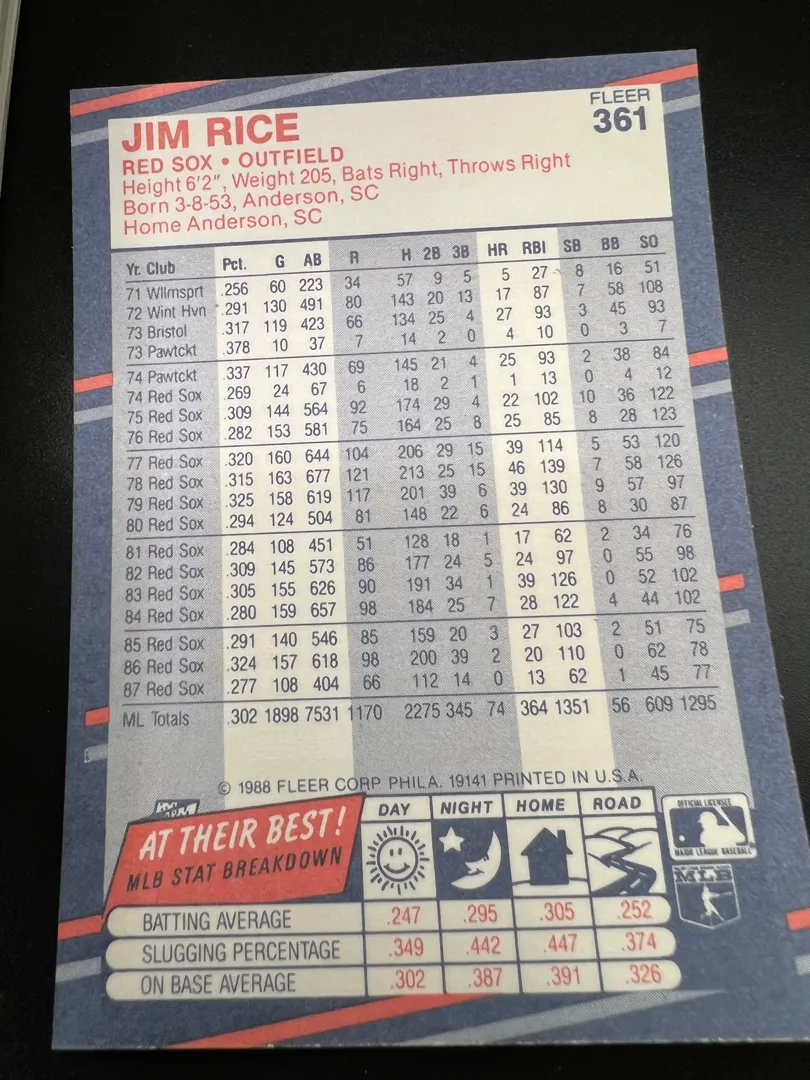 FLEER
361
JIM RICE
RED SOX • OUTFIELD
Height 6'2", Weight 205, Bats Right, Throws Right
Born 3-8-53, Anderson, SC
Home Anderson, SC
Yr. Club Pct. G AB R H 2B 3B HR RBI SB BB SO
71 Wllmsprt .256 60 223 34 57 9 5 5 27 8 16 51
72 Wint Hvn .291 130 491 80 143 20 13 17 87 7 58 108
73 Bristol .317 119 423 66 134 25 4 27 93 3 45 93
73 Pawtckt .378 10 37 7 14 2 0 4 10 0 3 7
74 Pawtckt .337 117 430 69 145 21 4 25 93 2 38 84
74 Red Sox .269 24 67 6 18 2 1 1 13 0 4 12
75 Red Sox .309 144 564 92 174 29 4 22 102 10 36 122
76 Red Sox .282 153 581 75 164 25 8 25 85 8 28 123
77 Red Sox .320 160 644 104 206 29 15 39 114 5 53 120
78 Red Sox .315 163 677 121 213 25 15 46 139 7 58 126
79 Red Sox .325 158 619 117 201 39 6 39 130 9 57 97
80 Red Sox .294 124 504 81 148 22 6 24 86 8 30 87
81 Red Sox .284 108 451 51 128 18 1 17 62 2 34 76
82 Red Sox .309 145 573 86 177 24 5 24 97 0 55 98
83 Red Sox .305 155 626 90 191 34 1 39 126 0 52 102
84 Red Sox .280 159 657 98 184 25 7 28 122 4 44 102
85 Red Sox .291 140 546 85 159 20 3 27 103 2 51 75
86 Red Sox .324 157 618 98 200 39 2 20 110 0 62 78
87 Red Sox .277 108 404 66 112 14 0 13 62 1 45 77
ML Totals .302 1898 7531 1170 2275 345 74 364 1351 56 609 1295
© 1988 FLEER CORP PHILA. 19141 PRINTED IN U.S.A.
AT THEIR BEST!
MLB STAT BREAKDOWN
DAY NIGHT HOME ROAD
BATTING AVERAGE .247 .295 .305 .252
SLUGGING PERCENTAGE .349 .442 .447 .374
ON BASE AVERAGE .302 .387 .391 .326
OFFICIAL LICENSEE
MAJOR LEAGUE BASEBALL
MLB